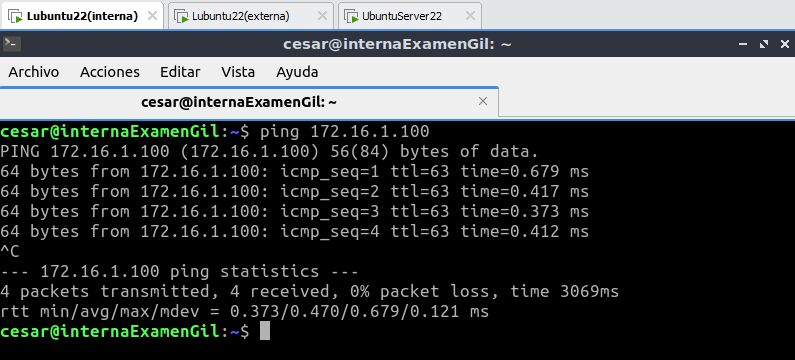 Lubuntu22(interna) Lubuntu22(externa) UbuntuServer22
cesar@internaExamenGil: ~
Archivo Acciones Editar Vista Ayuda
cesar@internaExamenGil: ~
cesar@internaExamenGil:~$ ping 172.16.1.100
PING 172.16.1.100 (172.16.1.100) 56(84) bytes of data.
64 bytes from 172.16.1.100: icmp_seq=1 ttl=63 time=0.679 ms
64 bytes from 172.16.1.100: icmp_seq=2 ttl=63 time=0.417 ms
64 bytes from 172.16.1.100: icmp_seq=3 ttl=63 time=0.373 ms
64 bytes from 172.16.1.100: icmp_seq=4 ttl=63 time=0.412 ms
^C
--- 172.16.1.100 ping statistics ---
4 packets transmitted, 4 received, 0% packet loss, time 3069ms
rtt min/avg/max/mdev = 0.373/0.470/0.679/0.121 ms
cesar@internaExamenGil:~$